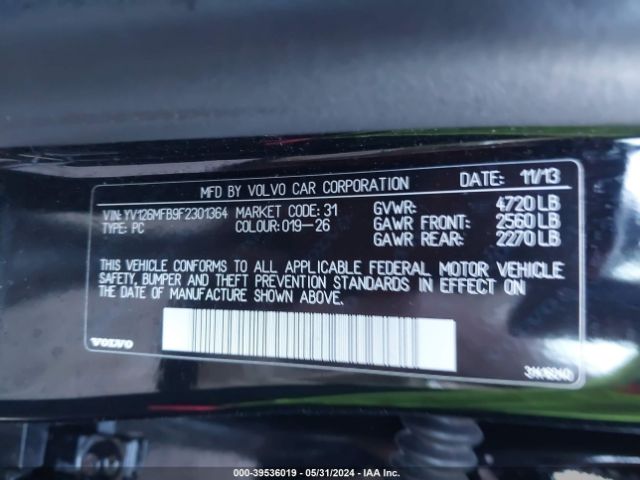 MFD BY VOLVO CAR CORPORATION DATE: 11/13
VIN: YV126MFB9F2301364 MARKET CODE: 31 GVWR: 4720 LB
TYPE: PC COLOUR: 019-26 GAWR FRONT: 2560 LB
GAWR REAR: 2270 LB
THIS VEHICLE CONFORMS TO ALL APPLICABLE FEDERAL MOTOR VEHICLE
SAFETY, BUMPER AND THEFT PREVENTION STANDARDS IN EFFECT ON
THE DATE OF MANUFACTURE SHOWN ABOVE.
VOLVO
000-39536019 - 05/31/2024 - IAA Inc.